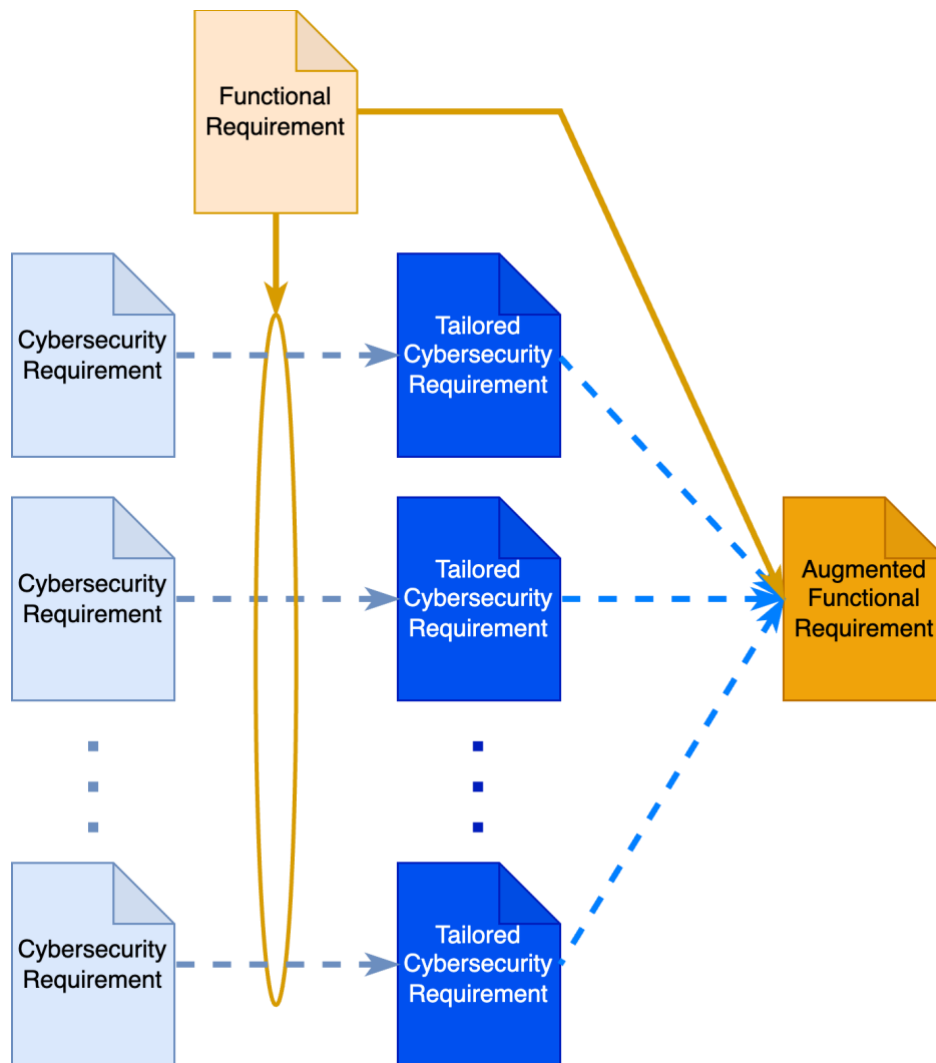 Functional
Requirement
Cybersecurity
Requirement
Tailored
Cybersecurity
Requirement
Cybersecurity
Requirement
Tailored
Cybersecurity
Requirement
Augmented
Functional
Requirement
Cybersecurity
Requirement
Tailored
Cybersecurity
Requirement